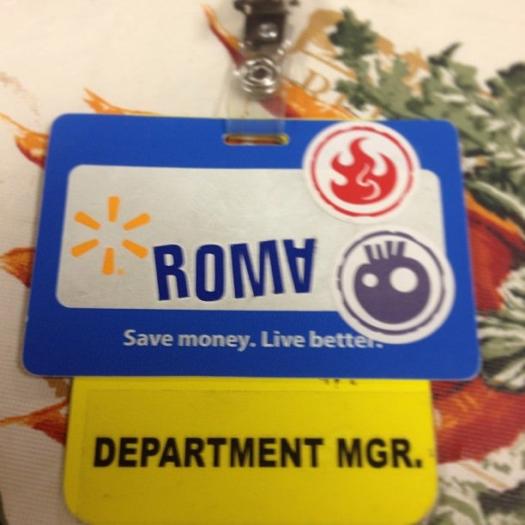 ROMA
Save money. Live better.
DEPARTMENT MGR.